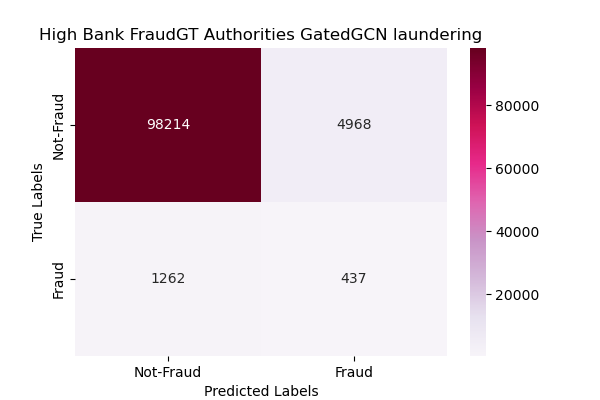 High Bank FraudGT Authorities GatedGCN laundering
True Labels
Not-Fraud
98214
4968
Fraud
1262
437
Not-Fraud
Fraud
Predicted Labels
80000
60000
40000
20000